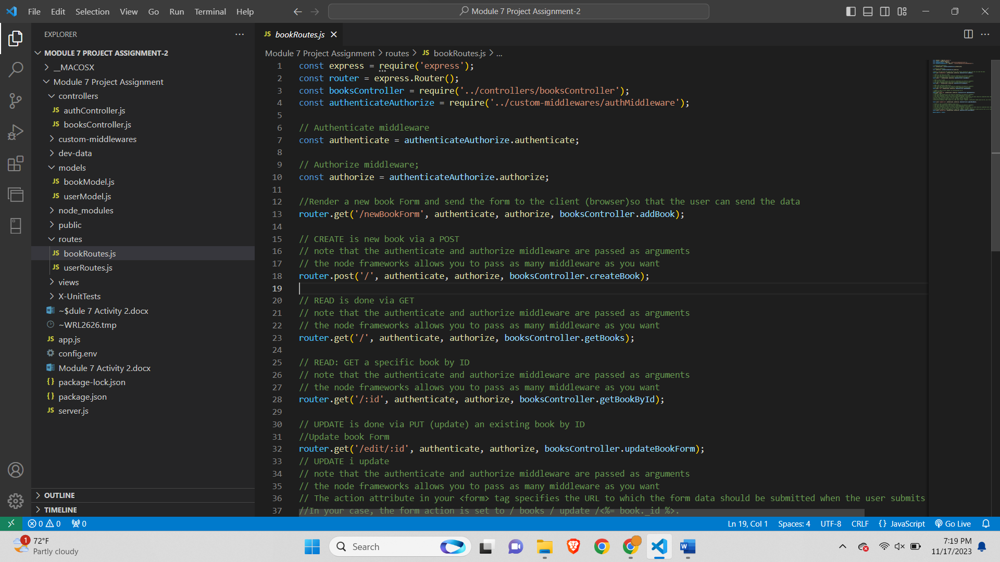 File Edit Selection View Go Run Terminal Help
Module 7 Project Assignment-2
EXPLORER
MODULE 7 PROJECT ASSIGNMENT-2
__MACOSX
Module 7 Project Assignment
controllers
JS authController.js
JS booksController.js
custom-middlewares
dev-data
models
JS bookModel.js
JS userModel.js
node_modules
public
routes
JS bookRoutes.js
JS userRoutes.js
views
X-UnitTests
~$dule 7 Activity 2.docx
~WRL2626.tmp
JS app.js
config.env
Module 7 Activity 2.docx
{} package-lock.json
{} package.json
JS server.js
OUTLINE
TIMELINE
JS bookRoutes.js
Module 7 Project Assignment > routes > JS bookRoutes.js > ...
1 const express = require('express');
2 const router = express.Router();
3 const booksController = require('../controllers/booksController');
4 const authenticateAuthorize = require('../custom-middlewares/authMiddleware');
5
6 // Authenticate middleware
7 const authenticate = authenticateAuthorize.authenticate;
8
9 // Authorize middleware;
10 const authorize = authenticateAuthorize.authorize;
11
12 //Render a new book Form and send the form to the client (browser)so that the user can send the data
13 router.get('/newBookForm', authenticate, authorize, booksController.addBook);
14
15 // CREATE is new book via a POST
16 // note that the authenticate and authorize middleware are passed as arguments
17 // the node frameworks allows you to pass as many middleware as you want
18 router.post('/', authenticate, authorize, booksController.createBook);
19
20 // READ is done via GET
21 // note that the authenticate and authorize middleware are passed as arguments
22 // the node frameworks allows you to pass as many middleware as you want
23 router.get('/', authenticate, authorize, booksController.getBooks);
24
25 // READ: GET a specific book by ID
26 // note that the authenticate and authorize middleware are passed as arguments
27 // the node frameworks allows you to pass as many middleware as you want
28 router.get('/:id', authenticate, authorize, booksController.getBookById);
29
30 // UPDATE is done via PUT (update) an existing book by ID
31 //Update book Form
32 router.get('/edit/:id', authenticate, authorize, booksController.updateBookForm);
33 // UPDATE i update
34 // note that the authenticate and authorize middleware are passed as arguments
35 // the node frameworks allows you to pass as many middleware as you want
36 // The action attribute in your <form> tag specifies the URL to which the form data should be submitted when the user submits
37 //In your case, the form action is set to / books / update /<%= book._id %>.
0 0 0 Ln 19, Col 1 Spaces: 4 UTF-8 CRLF {} JavaScript Go Live
1 72°F
Partly cloudy
Search
7:19 PM
11/17/2023